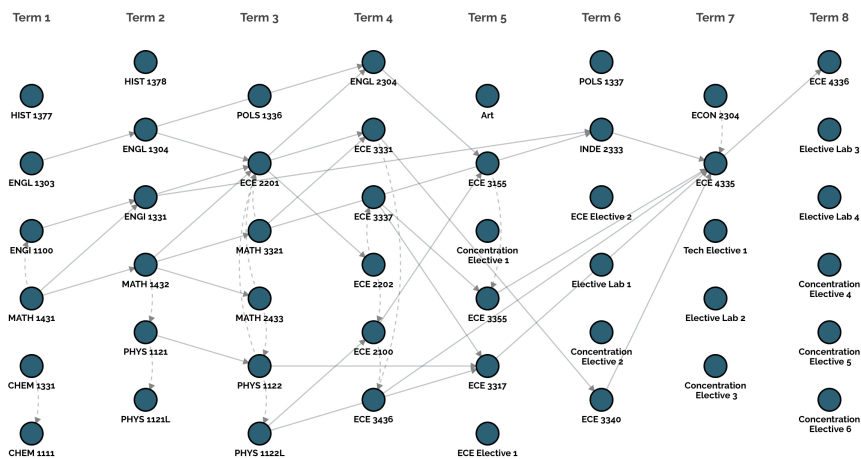 Term 1
Term 2
Term 3
Term 4
Term 5
Term 6
Term 7
Term 8
HIST 1377
ENGL 1303
ENGI 1100
MATH 1431
CHEM 1331
CHEM 1111
HIST 1378
ENGL 1304
ENGI 1331
MATH 1432
PHYS 1121
PHYS 1121L
POLS 1336
ECE 2201
MATH 3321
MATH 2433
PHYS 1122
PHYS 1122L
ENGL 2304
ECE 3331
ECE 3337
ECE 2202
ECE 2100
ECE 3436
Art
ECE 3155
Concentration
Elective 1
ECE 3355
ECE 3317
ECE Elective 1
POLS 1337
INDE 2333
ECE Elective 2
Elective Lab 1
Concentration
Elective 2
ECE 3340
ECON 2304
ECE 4335
Tech Elective 1
Elective Lab 2
Concentration
Elective 3
ECE 4336
Elective Lab 3
Elective Lab 4
Concentration
Elective 4
Concentration
Elective 5
Concentration
Elective 6